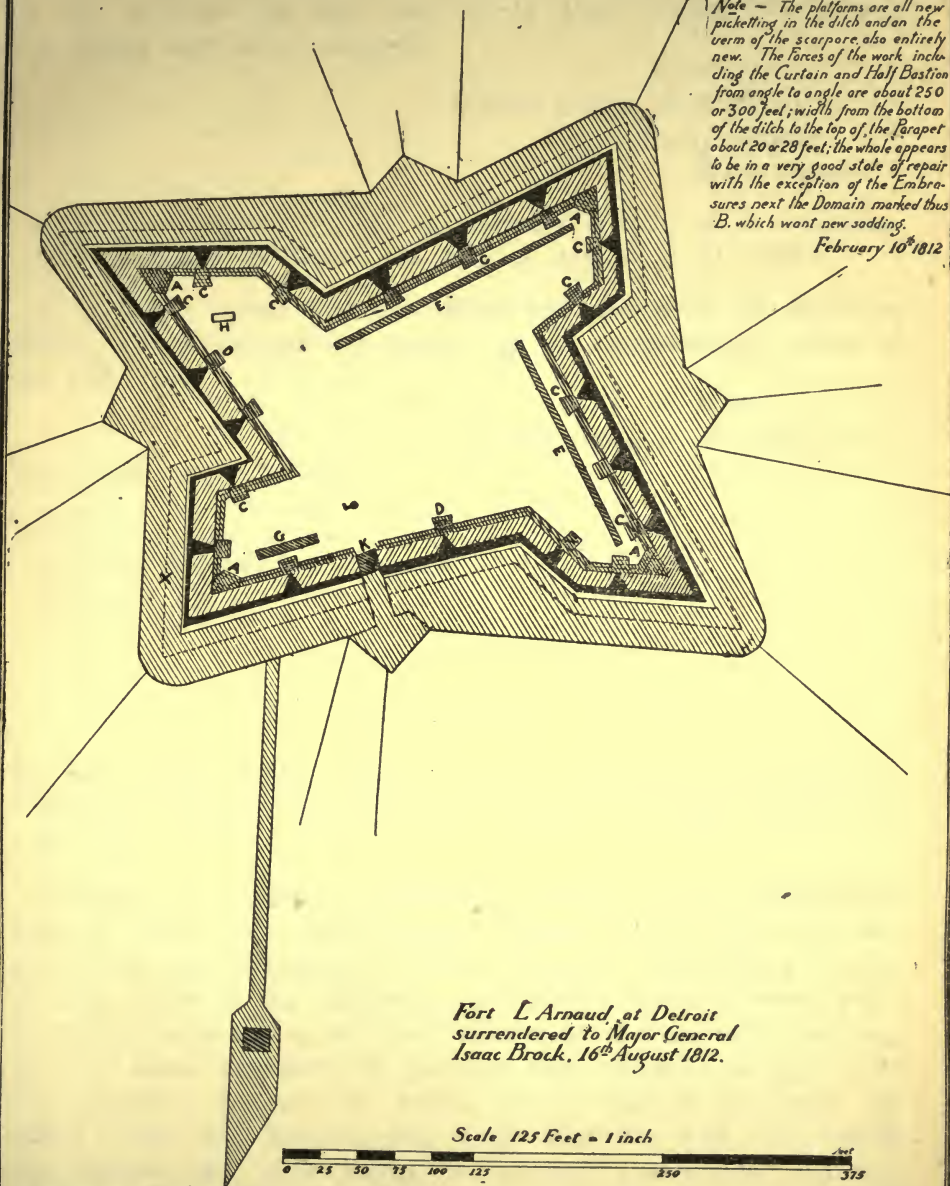 Note — The platforms are all new
picketting in the ditch and on the
verm of the scarpore, also entirely
new. The Forces of the work inclu-
ding the Curtain and Half Bastion
from angle to angle are about 250
or 300 feet; width from the bottom
of the ditch to the top of the Parapet
about 20 or 28 feet; the whole appears
to be in a very good stole of repair
with the exception of the Embra-
sures next the Domain marked thus
B. which want new sodding.
February 10th 1812
A
C
C
C
H
D
G
E
A
C
C
C
E
C
A
C
G
A
K
D
X
Fort L'Arnaud, at Detroit
surrendered to Major General
Isaac Brock, 16th August 1812.
Scale 125 Feet = 1 inch
feet
0 25 50 75 100 125 250 375